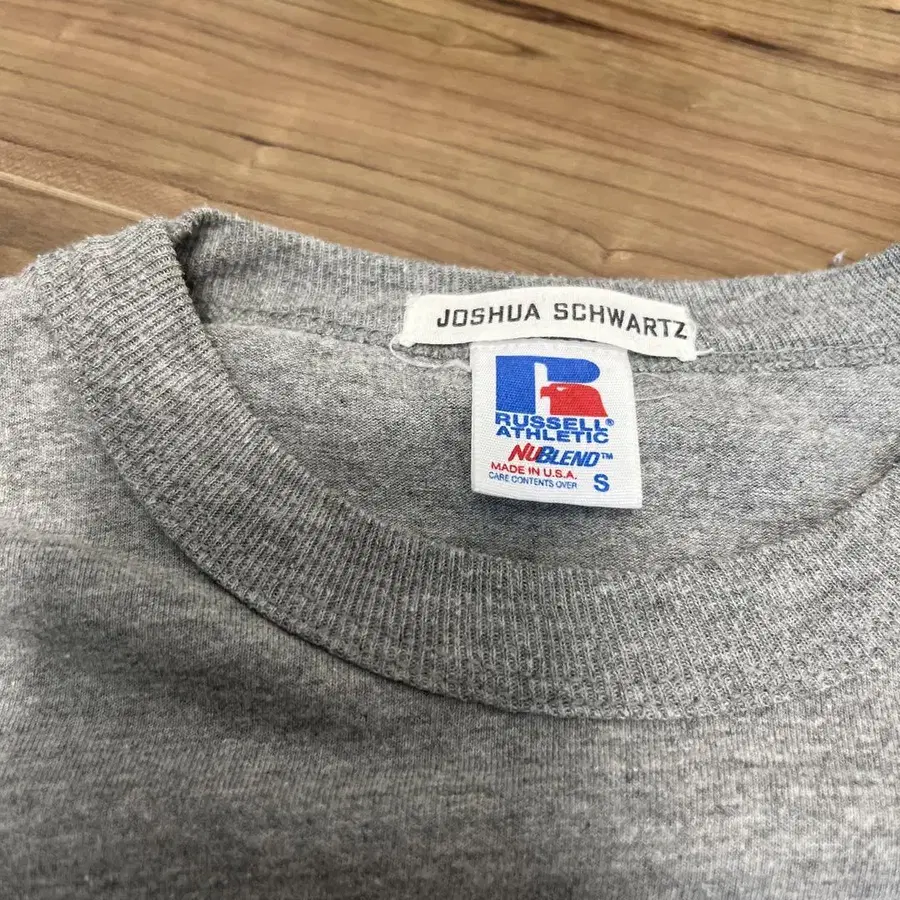 JOSHUA SCHWARTZ
R
RUSSELL®
ATHLETIC
NUBLEND™
MADE IN U.S.A.
CARE CONTENTS OVER S